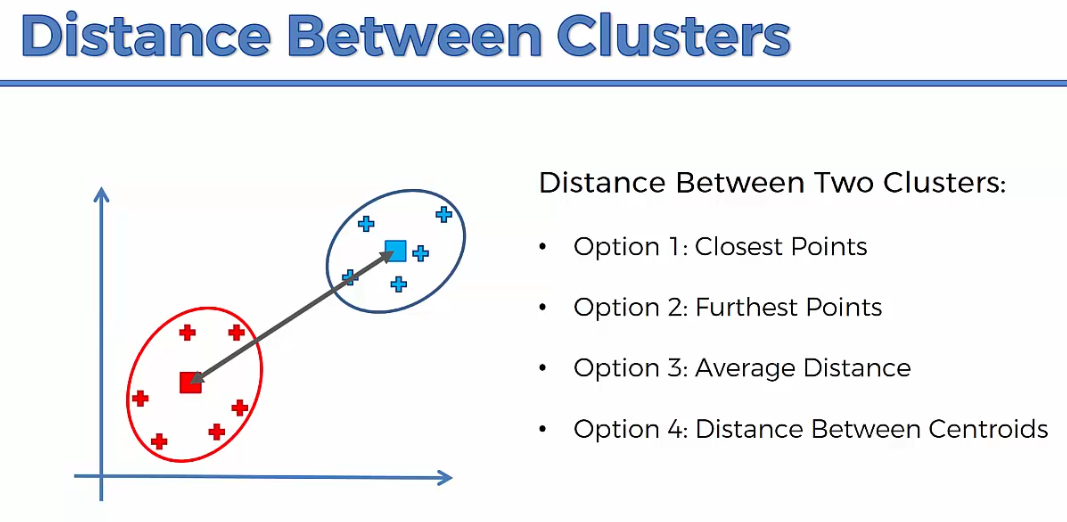 Distance Between Clusters
Distance Between Two Clusters:
• Option 1: Closest Points
• Option 2: Furthest Points
• Option 3: Average Distance
• Option 4: Distance Between Centroids